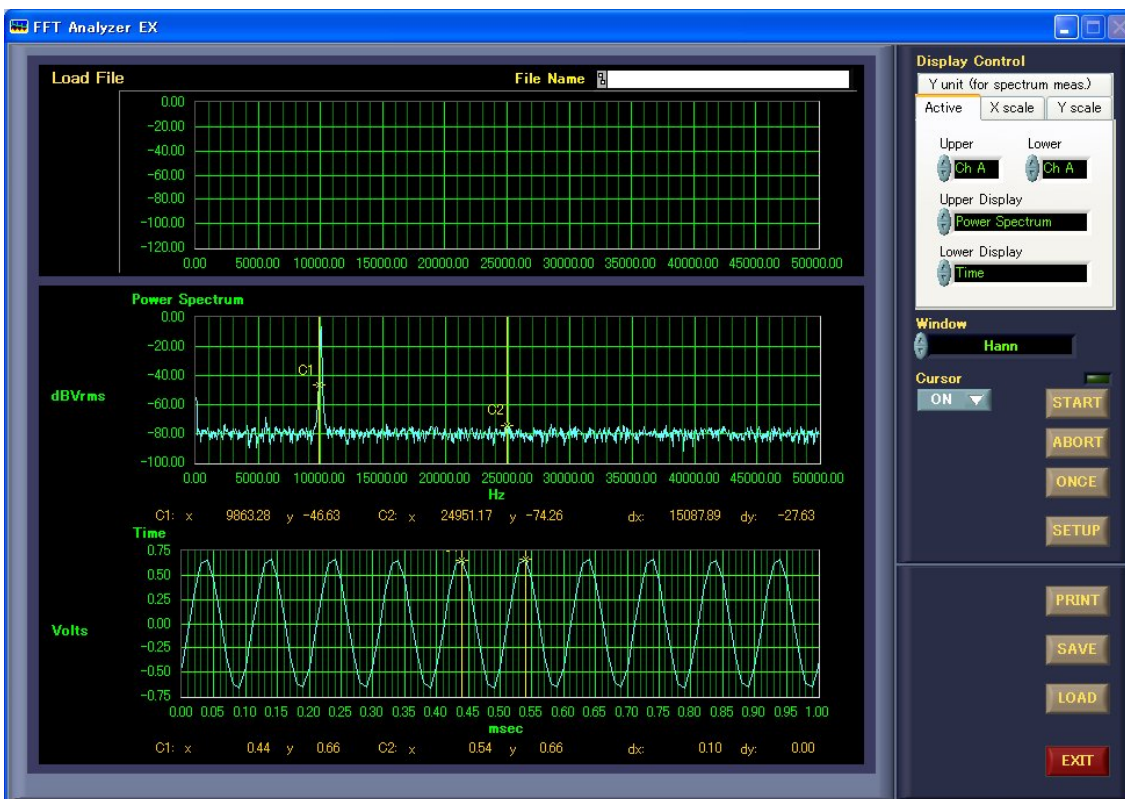 FFT Analyzer EX
Load File
File Name
0.00
-20.00
-40.00
-60.00
-80.00
-100.00
-120.00
0.00 5000.00 10000.00 15000.00 20000.00 25000.00 30000.00 35000.00 40000.00 45000.00 50000.00
Power Spectrum
0.00
-20.00
-40.00
-60.00
-80.00
-100.00
dBVrms
C1
C2
0.00 5000.00 10000.00 15000.00 20000.00 25000.00 30000.00 35000.00 40000.00 45000.00 50000.00
Hz
C1: x 9863.28 y -46.63 C2: x 24951.17 y -74.26 dx: 15087.89 dy: -27.63
Time
0.75
0.50
0.25
0.00
-0.25
-0.50
-0.75
Volts
0.00 0.05 0.10 0.15 0.20 0.25 0.30 0.35 0.40 0.45 0.50 0.55 0.60 0.65 0.70 0.75 0.80 0.85 0.90 0.95 1.00
msec
C1: x 0.44 y 0.66 C2: x 0.54 y 0.66 dx: 0.10 dy: 0.00
Display Control
Y unit (for spectrum meas.)
Active X scale Y scale
Upper Lower
Ch A Ch A
Upper Display
Power Spectrum
Lower Display
Time
Window
Hann
Cursor
ON
START
ABORT
ONCE
SETUP
PRINT
SAVE
LOAD
EXIT